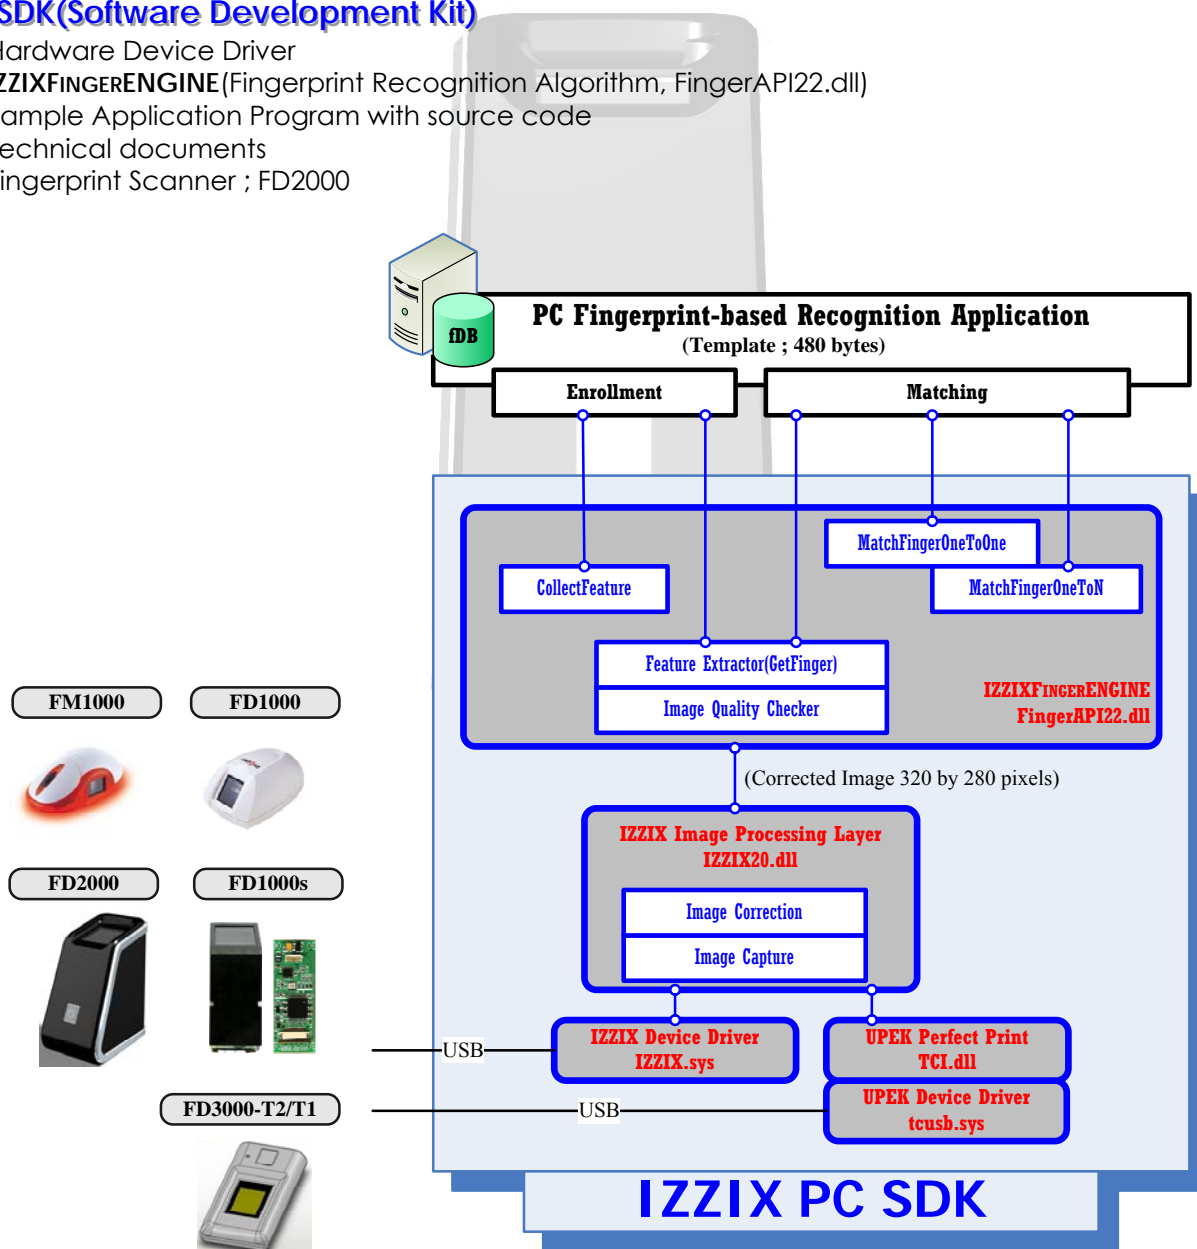 SDK(Software Development Kit)
Hardware Device Driver
IZZIXFINGERENGINE(Fingerprint Recognition Algorithm, FingerAPI22.dll)
ample Application Program with source code
echnical documents
ingerprint Scanner ; FD2000
fDB
PC Fingerprint-based Recognition Application
(Template ; 480 bytes)
Enrollment
Matching
MatchFingerOneToOne
CollectFeature
MatchFingerOneToN
Feature Extractor(GetFinger)
Image Quality Checker
IZZIXFINGERENGINE
FingerAPI22.dll
FM1000
FD1000
(Corrected Image 320 by 280 pixels)
IZZIX Image Processing Layer
IZZIX20.dll
FD2000
FD1000s
Image Correction
Image Capture
USB
IZZIX Device Driver
IZZIX.sys
UPEK Perfect Print
TCI.dll
FD3000-T2/T1
USB
UPEK Device Driver
tcusb.sys
IZZIX PC SDK